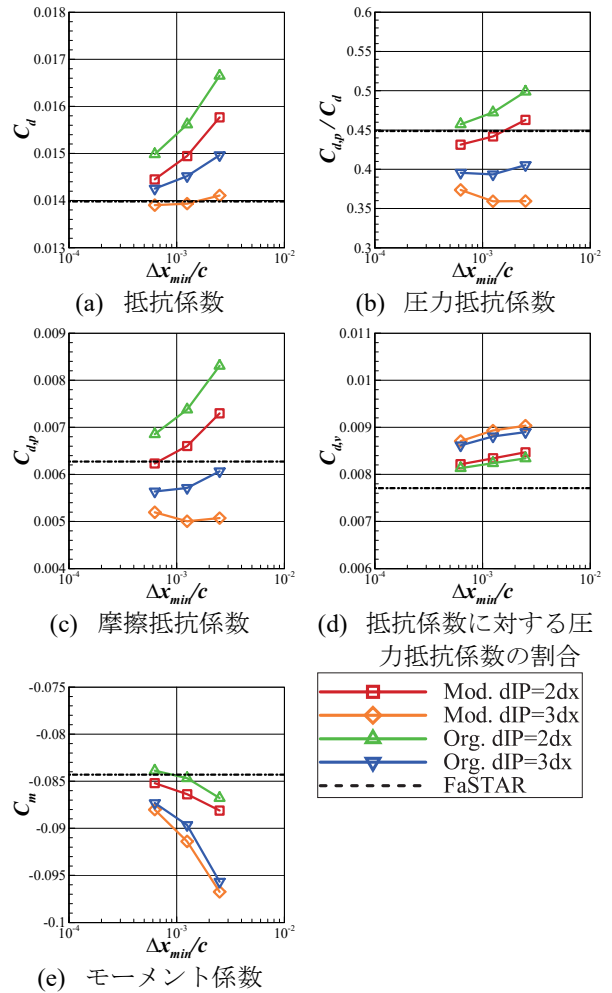 0.018
0.017
0.016
0.015
0.014
0.013
C_d
10^-4 10^-3 10^-2
Δx_min/c
(a) 抵抗係数
0.6
0.55
0.5
0.45
0.4
0.35
0.3
C_d,p / C_d
10^-4 10^-3 10^-2
Δx_min/c
(b) 圧力抵抗係数
0.009
0.008
0.007
0.006
0.005
0.004
C_d,p
10^-4 10^-3 10^-2
Δx_min/c
(c) 摩擦抵抗係数
0.011
0.01
0.009
0.008
0.007
0.006
C_d,v
10^-4 10^-3 10^-2
Δx_min/c
(d) 抵抗係数に対する圧
力抵抗係数の割合
Mod. dIP=2dx
Mod. dIP=3dx
Org. dIP=2dx
Org. dIP=3dx
FaSTAR
-0.075
-0.08
-0.085
-0.09
-0.095
-0.1
C_m
10^-4 10^-3 10^-2
Δx_min/c
(e) モーメント係数